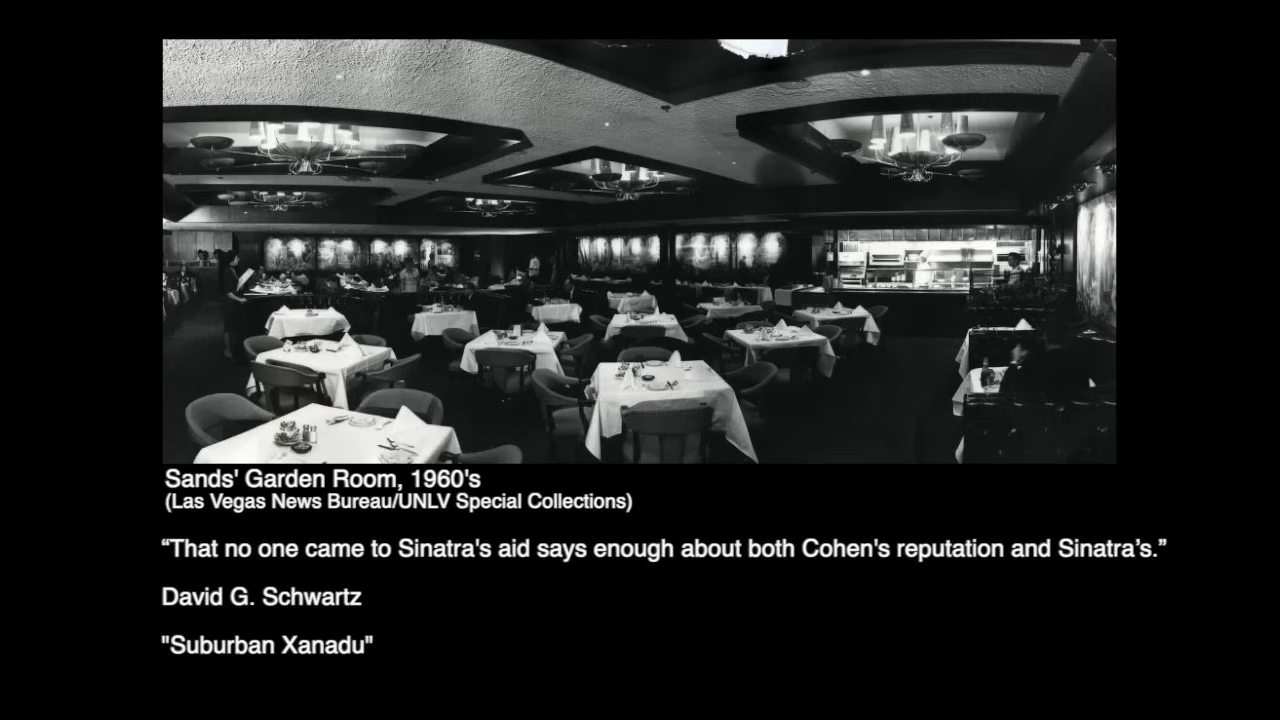 Sands' Garden Room, 1960's
(Las Vegas News Bureau/UNLV Special Collections)
“That no one came to Sinatra's aid says enough about both Cohen's reputation and Sinatra’s.”
David G. Schwartz
"Suburban Xanadu"